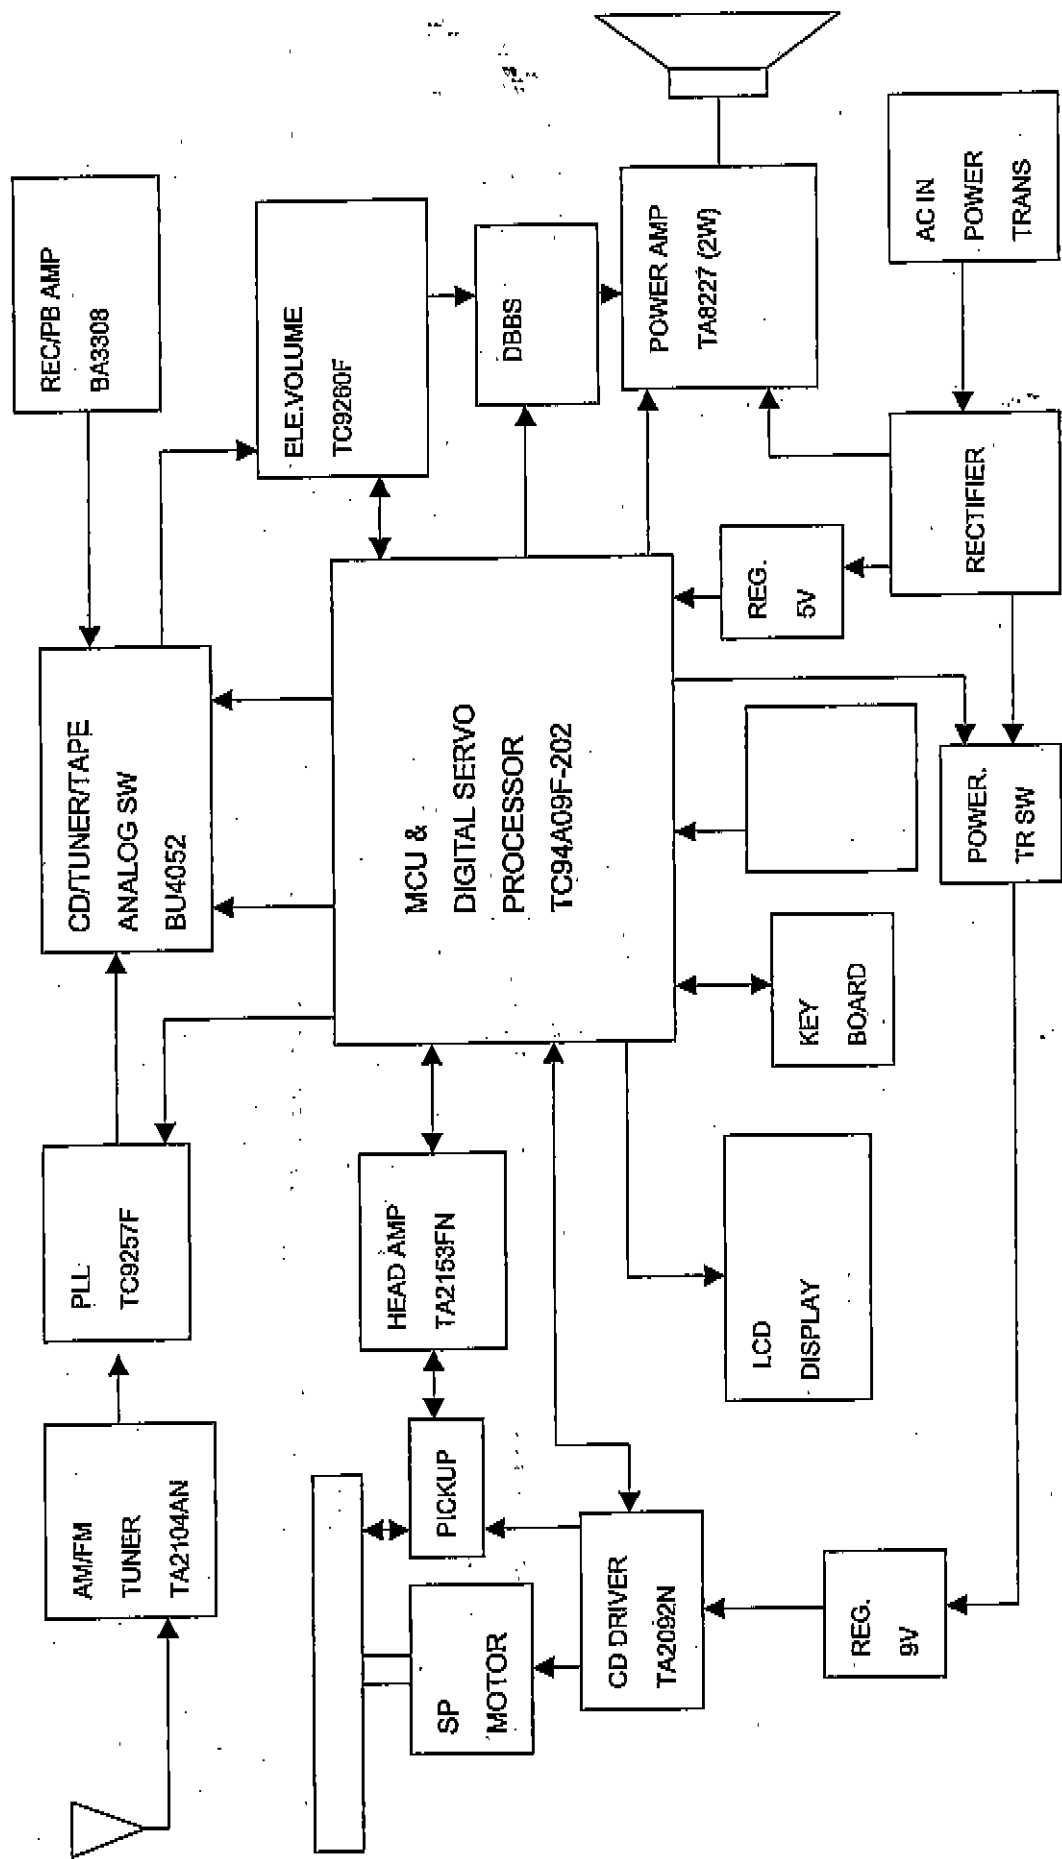 AM/FM
TUNER
TA2104AN
PLL
TC9257F
CD/TUNER/TAPE
ANALOG SW
BU4052
REC/PB AMP
BA3308
ELE.VOLUME
TC9260F
DBBS
POWER AMP
TA8227 (2W)
SP
MOTOR
PICKUP
HEAD AMP
TA2153FN
MCU &
DIGITAL SERVO
PROCESSOR
TC94A09F-202
CD DRIVER
TA2092N
LCD
DISPLAY
KEY
BOARD
REG.
5V
REG.
9V
POWER.
TR SW
RECTIFIER
AC IN
POWER
TRANS